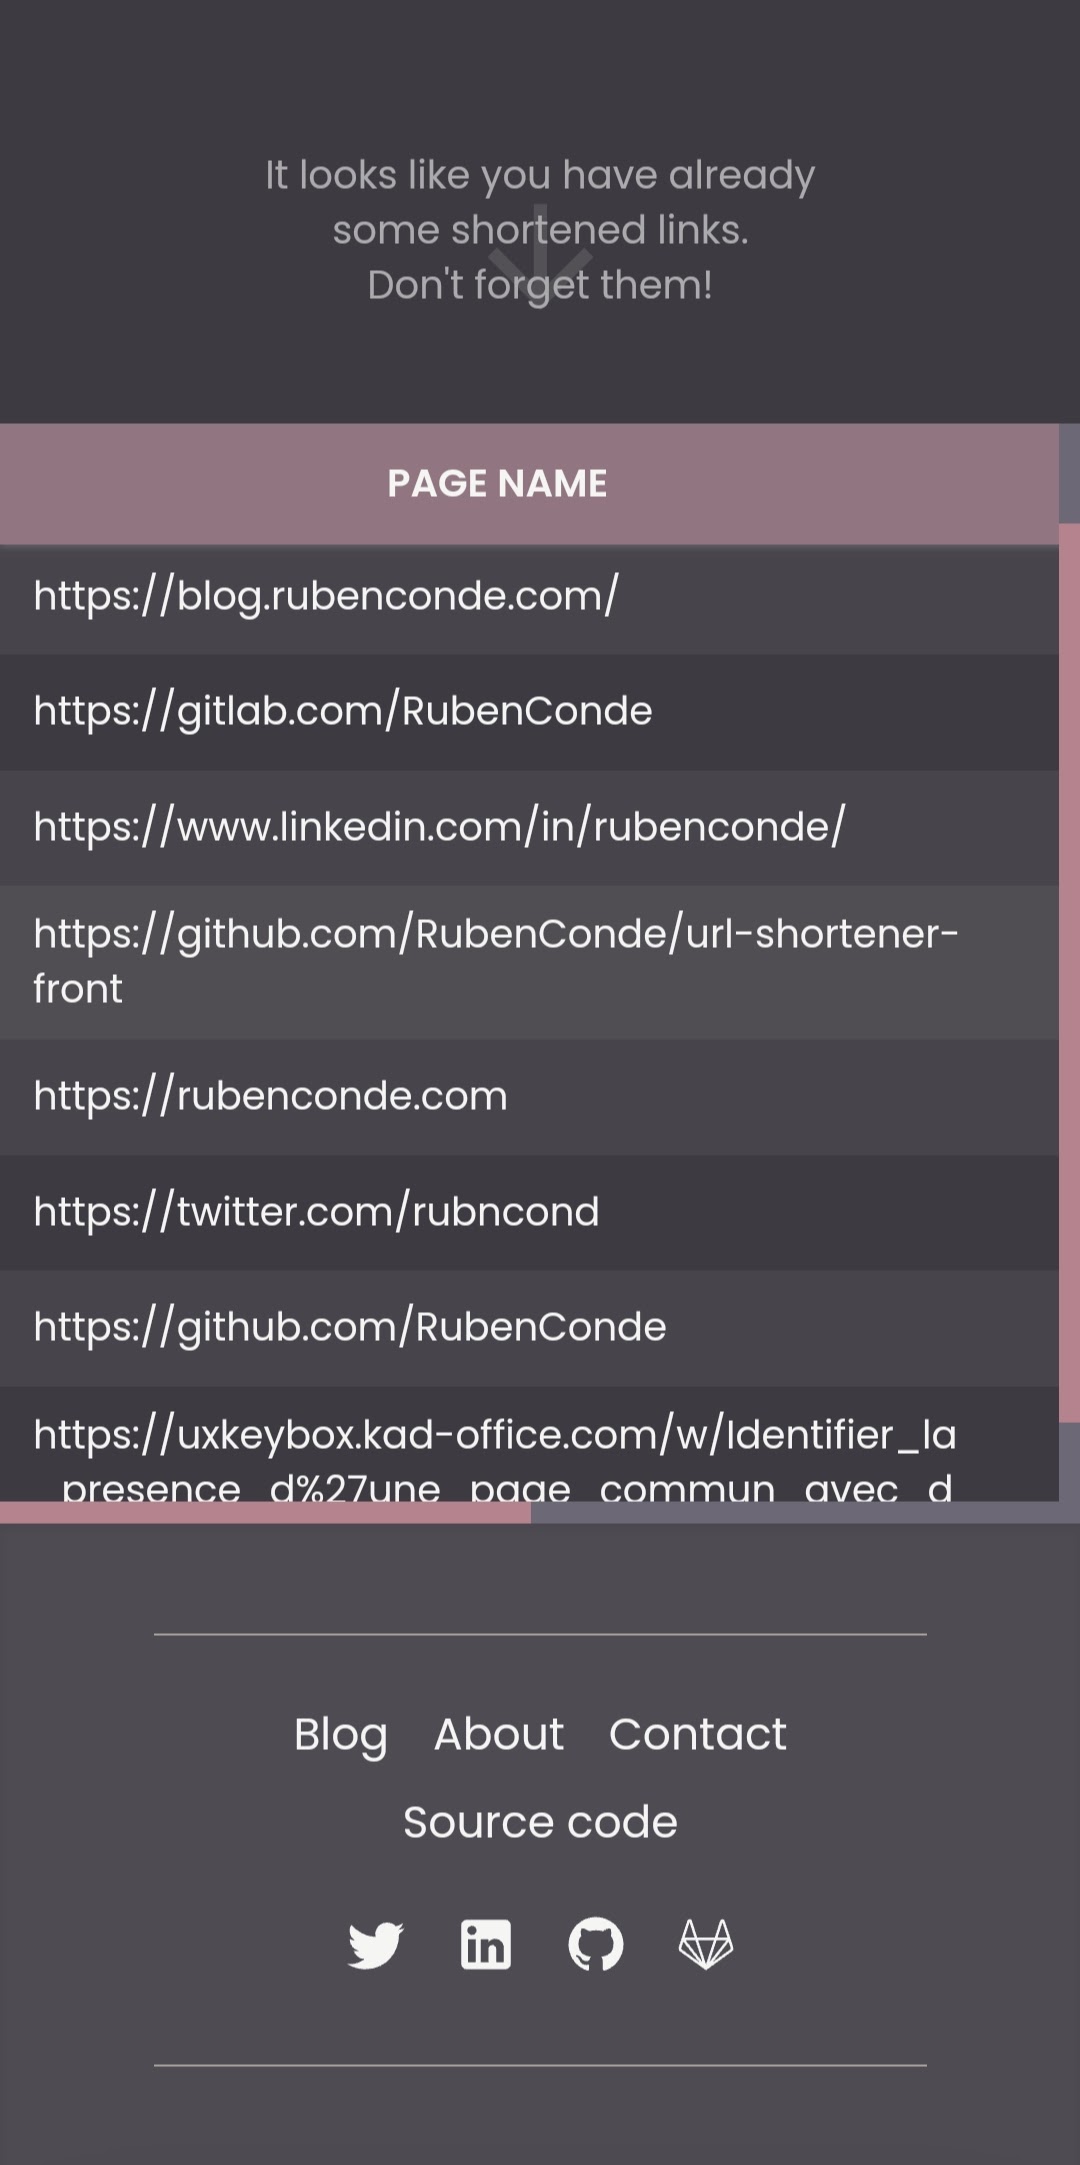 It looks like you have already
some shortened links.
Don't forget them!
PAGE NAME
https://blog.rubenconde.com/
https://gitlab.com/RubenConde
https://www.linkedin.com/in/rubenconde/
https://github.com/RubenConde/url-shortener-
front
https://rubenconde.com
https://twitter.com/rubncond
https://github.com/RubenConde
https://uxkeybox.kad-office.com/w/Identifier_la
_presence_d%27une_page_commun_avec_d
Blog About Contact
Source code
in